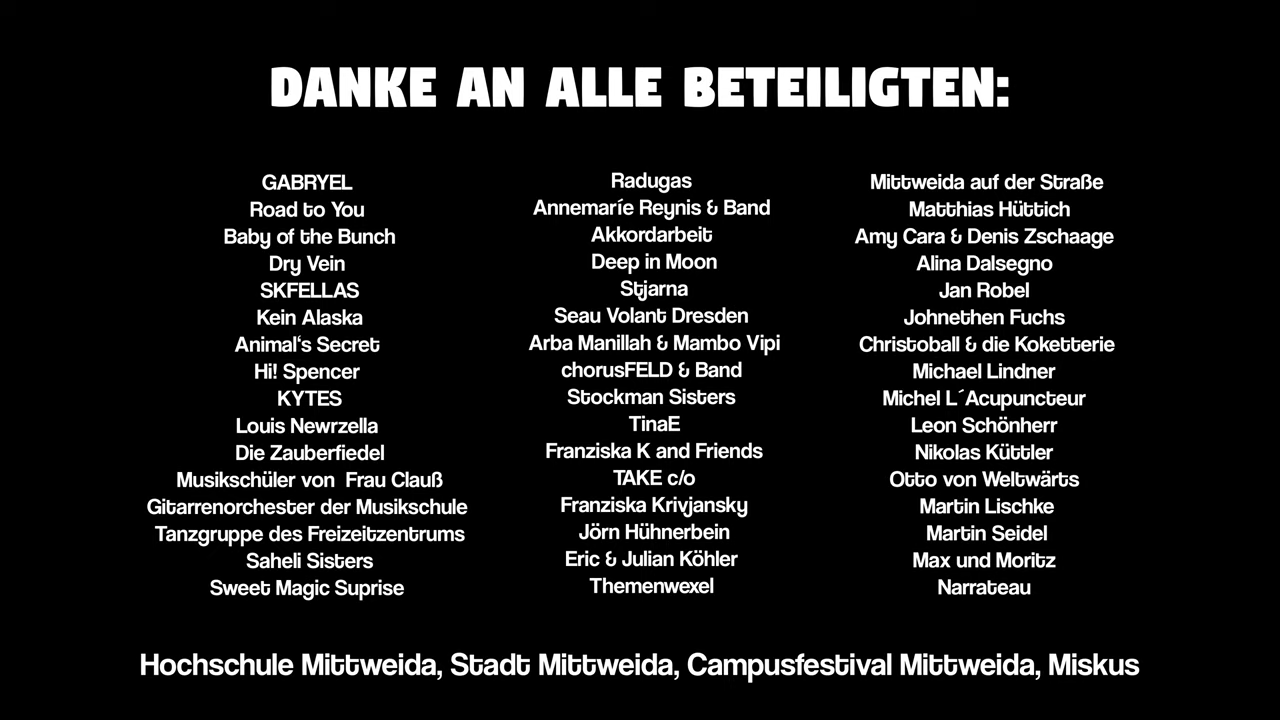 DANKE AN ALLE BETEILIGTEN:
GABRYEL
Road to You
Baby of the Bunch
Dry Vein
SKFELLAS
Kein Alaska
Animal‘s Secret
Hi! Spencer
KYTES
Louis Newrzella
Die Zauberfiedel
Musikschüler von  Frau Clauß
Gitarrenorchester der Musikschule
Tanzgruppe des Freizeitzentrums
Saheli Sisters
Sweet Magic Suprise
Radugas
Annemaríe Reynis & Band
Akkordarbeit
Deep in Moon
Stjarna
Seau Volant Dresden
Arba Manillah & Mambo Vipi
chorusFELD & Band
Stockman Sisters
TinaE
Franziska K and Friends
TAKE c/o
Franziska Krivjansky
Jörn Hühnerbein
Eric & Julian Köhler
Themenwexel
Mittweida auf der Straße
Matthias Hüttich
Amy Cara & Denis Zschaage
Alina Dalsegno
Jan Robel
Johnethen Fuchs
Christoball & die Koketterie
Michael Lindner
Michel L´Acupuncteur
Leon Schönherr
Nikolas Küttler
Otto von Weltwärts
Martin Lischke
Martin Seidel
Max und Moritz
Narrateau
Hochschule Mittweida, Stadt Mittweida, Campusfestival Mittweida, Miskus